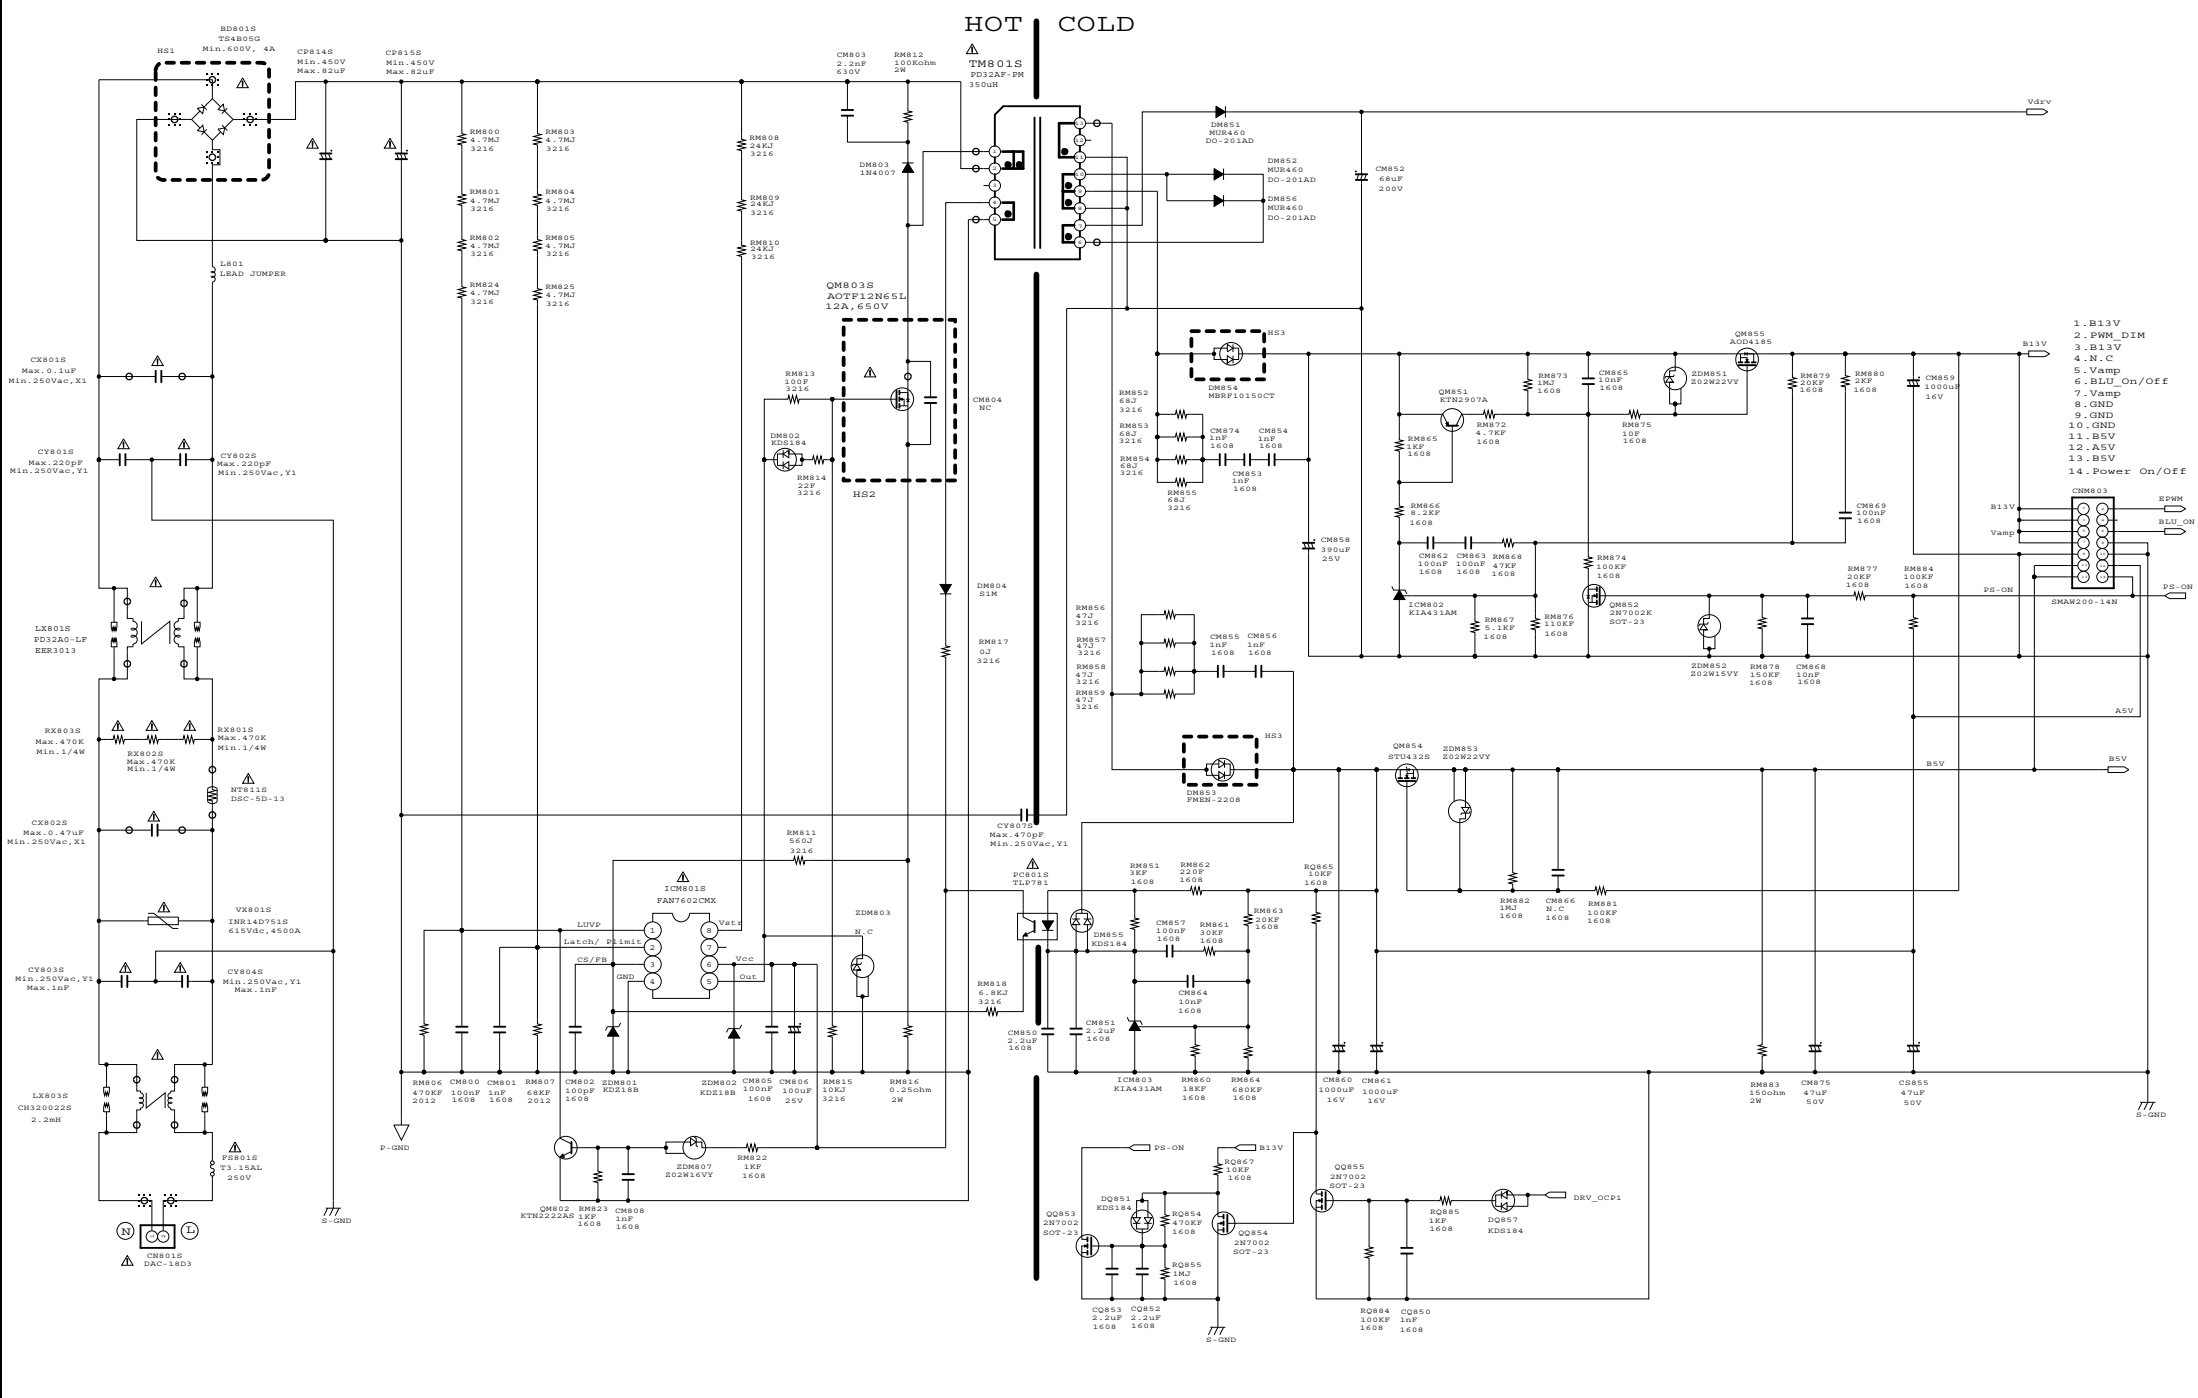 HOT COLD
BD801S
TS4B05G
Min.600V, 4A
HS1
CP814S
Min.450V
Max.82uF
CP815S
Min.450V
Max.82uF
CM803
2.2nF
630V
RM812
100Kohm
2W
TM801S
PD32AF-PM
350uH
RM800
4.7MJ
3216
RM803
4.7MJ
3216
RM808
24KJ
3216
DM803
1N4007
RM801
4.7MJ
3216
RM804
4.7MJ
3216
RM809
24KJ
3216
RM802
4.7MJ
3216
RM805
4.7MJ
3216
RM810
24KJ
3216
RM824
4.7MJ
3216
RM825
4.7MJ
3216
L801
LEAD JUMPER
QM803S
AOTF12N65L
12A,650V
DM851
MUR460
DO-201AD
DM852
MUR460
DO-201AD
DM856
MUR460
DO-201AD
CM852
68uF
200V
Vdrv
CX801S
Max.0.1uF
Min.250Vac,X1
RM813
100F
3216
DM802
KDS184
RM814
22F
3216
HS2
CM804
NC
HS3
DM854
MBRF10150CT
RM852
68J
3216
RM853
68J
3216
RM854
68J
3216
RM855
68J
3216
CM874
1nF
1608
CM853
1nF
1608
CM854
1nF
1608
QM851
KTN2907A
RM865
1KF
1608
RM872
4.7KF
1608
RM873
1MJ
1608
CM865
10nF
1608
RM875
10F
1608
ZDM851
Z02W22VY
QM855
AOD4185
RM879
20KF
1608
RM880
2KF
1608
CM859
1000uF
16V
B13V
1.B13V
2.PWM_DIM
3.B13V
4.N.C
5.Vamp
6.BLU_On/Off
7.Vamp
8.GND
9.GND
10.GND
11.B5V
12.A5V
13.B5V
14.Power On/Off
CNM803
B13V
Vamp
EPWM
BLU_ON
PS-ON
SMAW200-14N
CY801S
Max.220pF
Min.250Vac,Y1
CY802S
Max.220pF
Min.250Vac,Y1
CM858
390uF
25V
RM866
8.2KF
1608
CM862
100nF
1608
CM863
100nF
1608
RM868
47KF
1608
CM869
100nF
1608
RM874
100KF
1608
ICM802
KIA431AM
RM867
5.1KF
1608
RM876
110KF
1608
QM852
2N7002K
SOT-23
ZDM852
Z02W15VY
RM878
150KF
1608
CM868
10nF
1608
RM877
20KF
1608
RM884
100KF
1608
PS-ON
LX801S
PD32A0-LF
EER3013
DM804
S1M
RM817
0J
3216
RM856
47J
3216
RM857
47J
3216
RM858
47J
3216
RM859
47J
3216
CM855
1nF
1608
CM856
1nF
1608
A5V
RX803S
Max.470K
Min.1/4W
RX802S
Max.470K
Min.1/4W
RX801S
Max.470K
Min.1/4W
NT811S
DSC-5D-13
CX802S
Max.0.47uF
Min.250Vac,X1
HS3
DM853
FMEN-2208
QM854
STU432S
ZDM853
Z02W22VY
B5V
B5V
CY807S
Max.470pF
Min.250Vac,Y1
RM811
560J
3216
ICM801S
FAN7602CMX
PC801S
TLP781
RM851
3KF
1608
RM862
220F
1608
RQ865
10KF
1608
RM882
1MJ
1608
CM866
N.C
1608
RM881
100KF
1608
VX801S
INR14D751S
615Vdc,4500A
LUVP
Latch/ Plimit
CS/FB
GND
Vstr
Vcc
Out
1
2
3
4
8
7
6
5
ZDM803
N.C
DM855
KDS184
CM857
100nF
1608
RM861
30KF
1608
RM863
20KF
1608
CM864
10nF
1608
CY803S
Min.250Vac,Y1
Max.1nF
CY804S
Min.250Vac,Y1
Max.1nF
RM818
6.8KJ
3216
CM850
2.2uF
1608
CM851
2.2uF
1608
LX803S
CH320022S
2.2mH
RM806
470KF
2012
CM800
100nF
1608
CM801
1nF
1608
RM807
68KF
2012
CM802
100pF
1608
ZDM801
KDZ18B
ZDM802
KDZ18B
CM805
100nF
1608
CM806
100uF
25V
RM815
10KJ
3216
RM816
0.25ohm
2W
ICM803
KIA431AM
RM860
18KF
1608
RM864
680KF
1608
CM860
1000uF
16V
CM861
1000uF
16V
RM883
150ohm
2W
CM875
47uF
50V
CS855
47uF
50V
S-GND
P-GND
FS801S
T3.15AL
250V
S-GND
N
L
CN801S
DAC-18D3
QM802
KTN2222AS
RM823
1KF
1608
CM808
1nF
1608
ZDM807
Z02W16VY
RM822
1KF
1608
PS-ON
B13V
RQ867
10KF
1608
DQ851
KDS184
RQ854
470KF
1608
QQ853
2N7002
SOT-23
QQ854
2N7002
SOT-23
RQ855
1MJ
1608
CQ853
2.2uF
1608
CQ852
2.2uF
1608
S-GND
QQ855
2N7002
SOT-23
RQ885
1KF
1608
DQ857
KDS184
DRV_OCP1
RQ884
100KF
1608
CQ850
1nF
1608